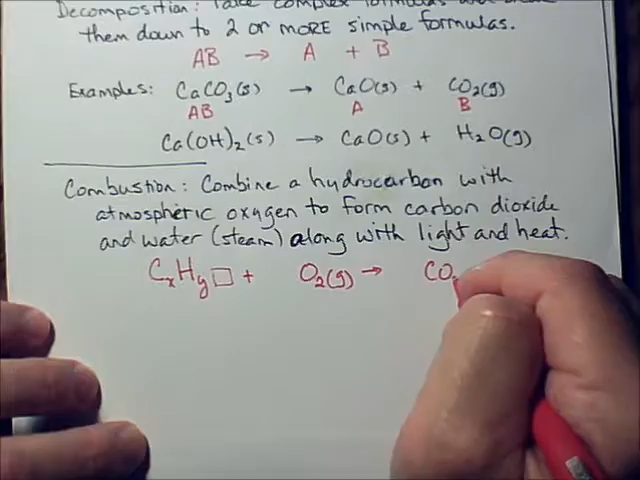 Decomposition: Take complex formulas and break
them down to 2 or MORE simple formulas.
AB → A + B
Examples: CaCO₃(s) → CaO(s) + CO₂(g)
AB A B
Ca(OH)₂(s) → CaO(s) + H₂O(g)
Combustion: Combine a hydrocarbon with
atmospheric oxygen to form carbon dioxide
and water (steam) along with light and heat.
CₓHᵧ□ + O₂(g) → CO₂